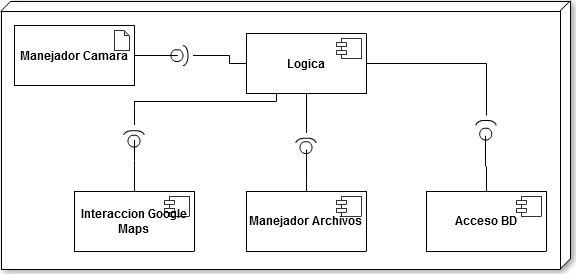 Manejador Camara
Logica
Interaccion Google
Maps
Manejador Archivos
Acceso BD